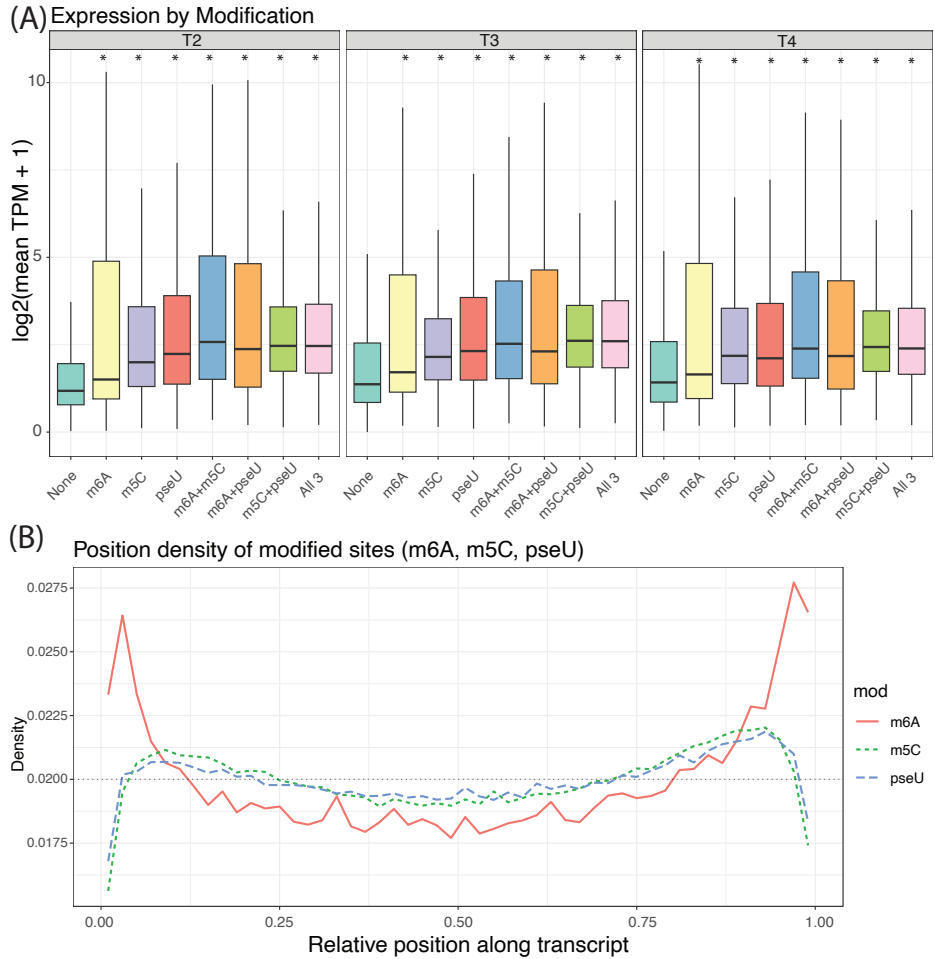 (A) Expression by Modification
T2 T3 T4
* * * * * * * * * * * * * * * * * * * * *
log2(mean TPM + 1)
10
5
0
None m6A m5C pseU m6A+m5C m6A+pseU m5C+pseU All 3 None m6A m5C pseU m6A+m5C m6A+pseU m5C+pseU All 3 None m6A m5C pseU m6A+m5C m6A+pseU m5C+pseU All 3
(B)
Position density of modified sites (m6A, m5C, pseU)
Density
0.0275
0.0250
0.0225
0.0200
0.0175
0.00 0.25 0.50 0.75 1.00
Relative position along transcript
mod
m6A
m5C
pseU